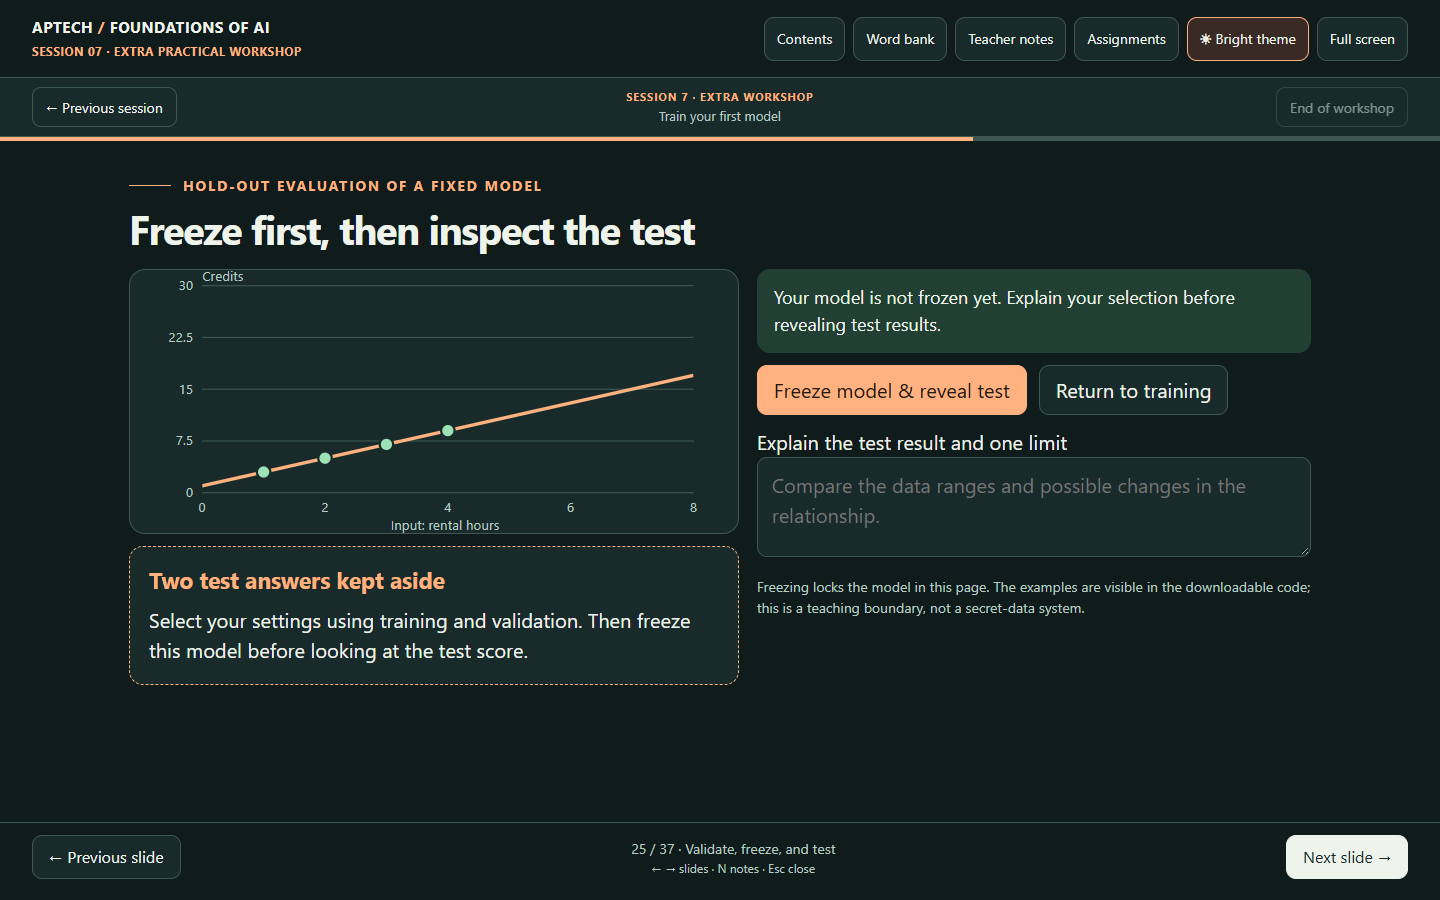 APTECH / FOUNDATIONS OF AI
SESSION 07 · EXTRA PRACTICAL WORKSHOP
Contents
Word bank
Teacher notes
Assignments
☀ Bright theme
Full screen
← Previous session
SESSION 7 · EXTRA WORKSHOP
Train your first model
End of workshop
HOLD-OUT EVALUATION OF A FIXED MODEL
Freeze first, then inspect the test
Credits
30
22.5
15
7.5
0
0 2 4 6 8
Input: rental hours
Two test answers kept aside
Select your settings using training and validation. Then freeze
this model before looking at the test score.
Your model is not frozen yet. Explain your selection before
revealing test results.
Freeze model & reveal test
Return to training
Explain the test result and one limit
Compare the data ranges and possible changes in the
relationship.
Freezing locks the model in this page. The examples are visible in the downloadable code;
this is a teaching boundary, not a secret-data system.
← Previous slide
25 / 37 · Validate, freeze, and test
← → slides · N notes · Esc close
Next slide →